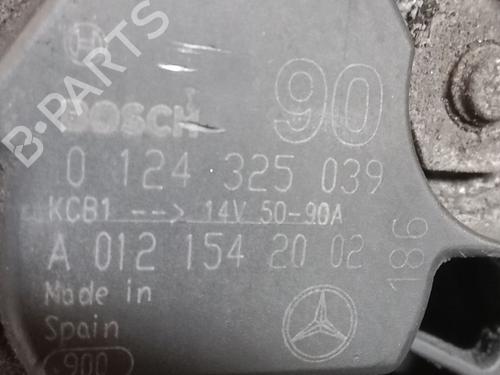 B-PARTS
BOSCH
90
0 124 325 039
KCB1 --> 14V 50-90A
A 012 154 20 02
186
Made in
Spain
900